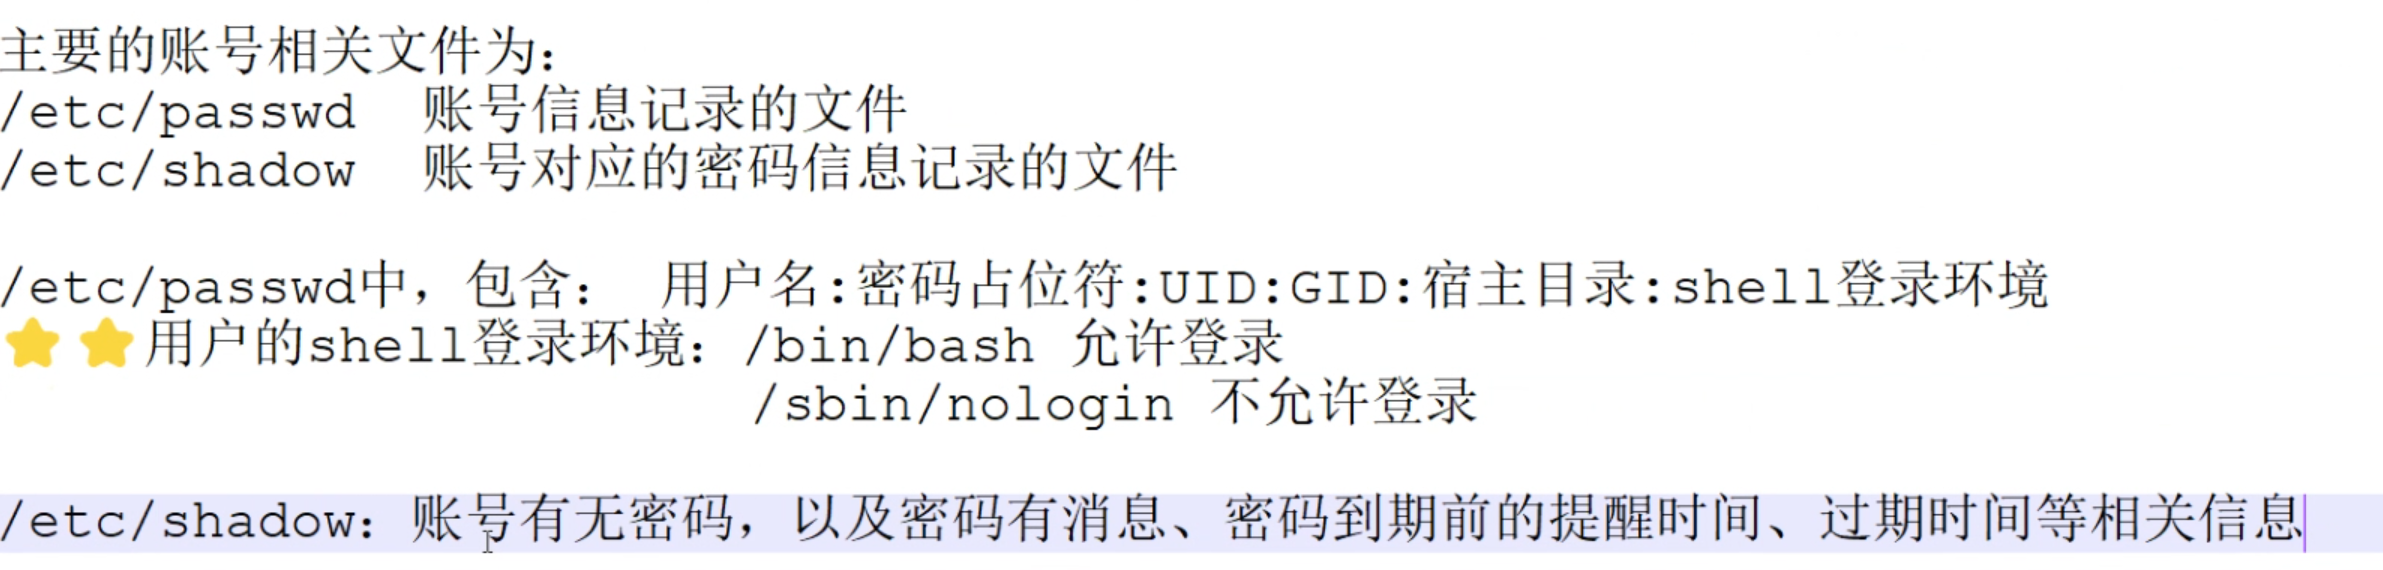 主要的账号相关文件为：
/etc/passwd  账号信息记录的文件
/etc/shadow  账号对应的密码信息记录的文件
/etc/passwd中，包含： 用户名:密码占位符:UID:GID:宿主目录:shell登录环境
⭐⭐用户的shell登录环境：/bin/bash 允许登录
/sbin/nologin 不允许登录
/etc/shadow：账号有无密码，以及密码有消息、密码到期前的提醒时间、过期时间等相关信息